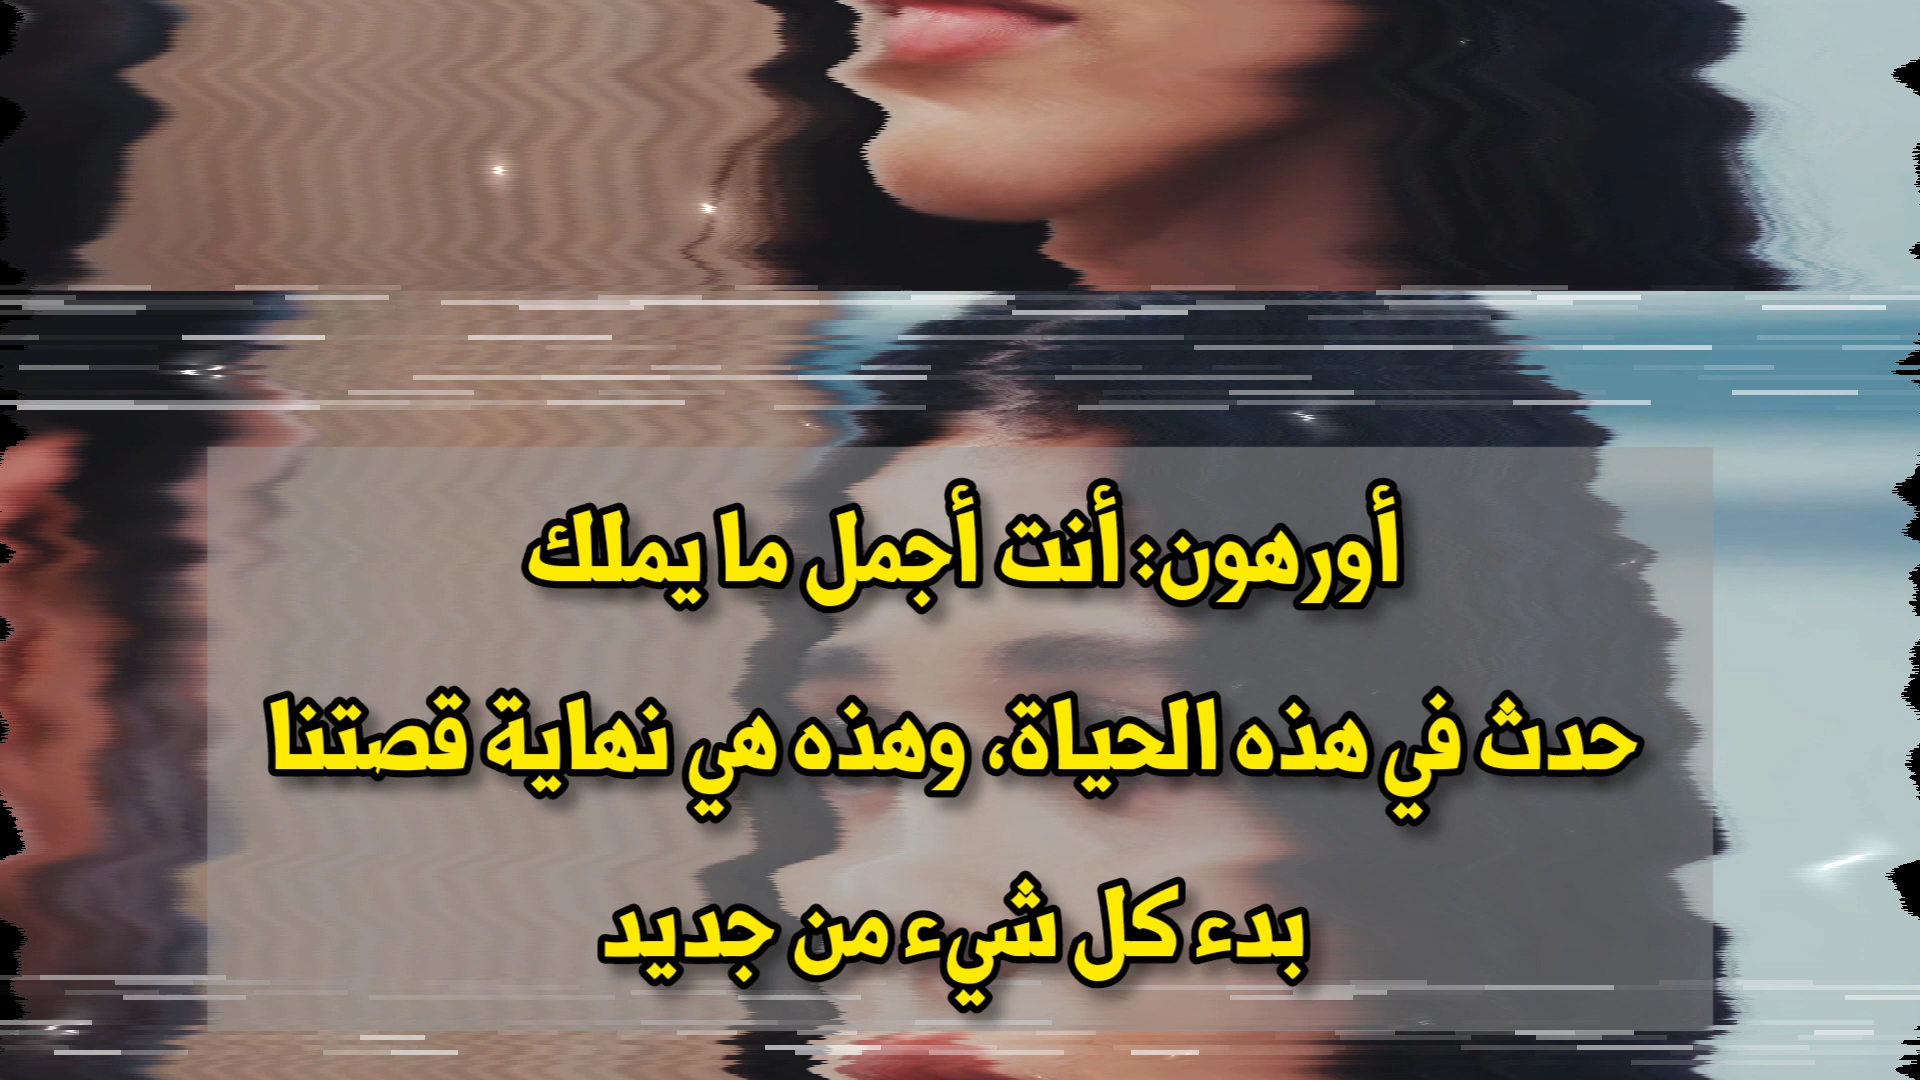 أورهون: أنت أجمل ما يملك
حدث في هذه الحياة، وهذه هي نهاية قصتنا
بدء كل شيء من جديد